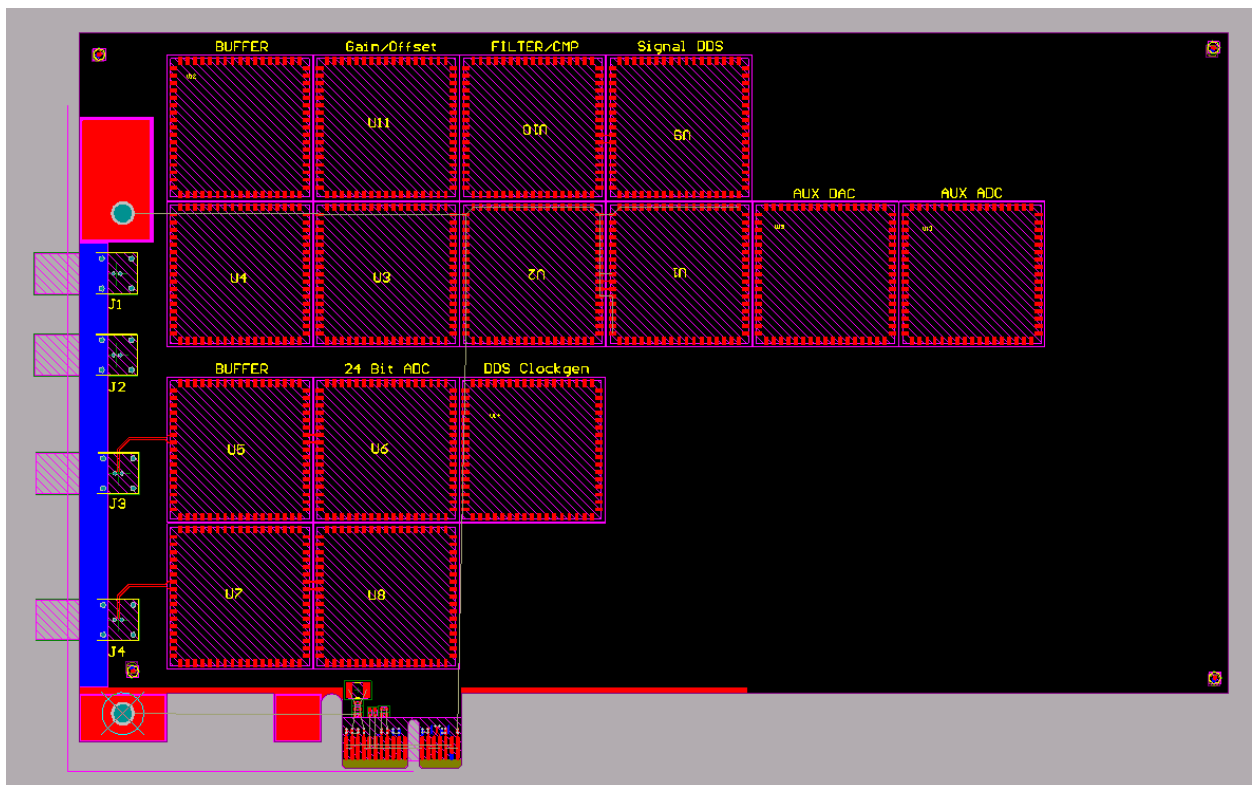 BUFFER Gain/Offset FILTER/CMP Signal DDS
U11 U10 U9
AUX DAC AUX ADC
U4 U3 U2 U1
J1
J2
BUFFER 24 Bit ADC DDS Clockgen
U5 U6
J3
U7 U8
J4